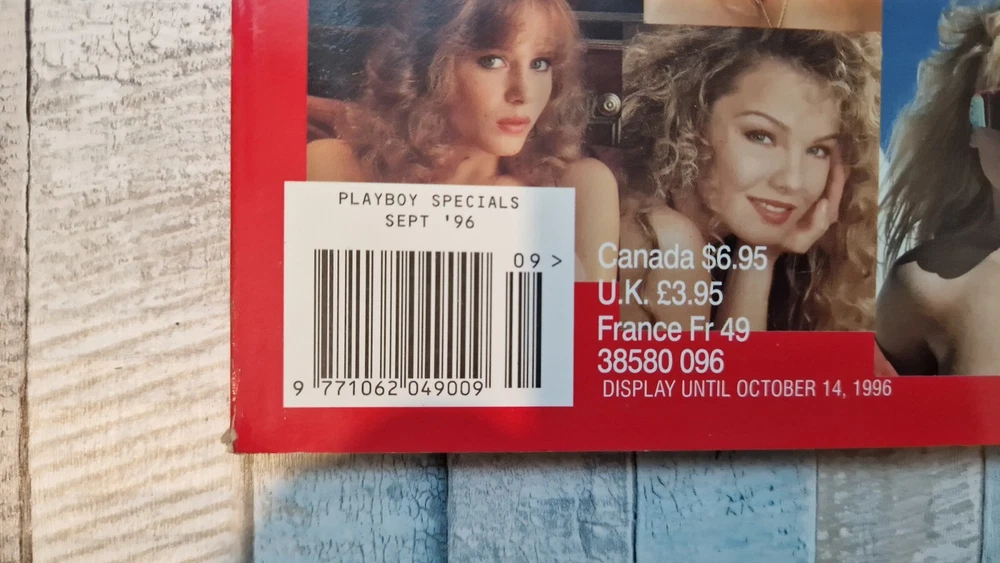 PLAYBOY SPECIALS
SEPT '96
09 >
9 771062 049009
Canada $6.95
U.K. £3.95
France Fr 49
38580 096
DISPLAY UNTIL OCTOBER 14, 1996